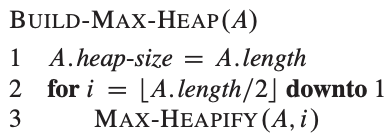 BUILD-MAX-HEAP(A)
1 A.heap-size = A.length
2 for i = ⌊A.length/2⌋ downto 1
3 MAX-HEAPIFY(A, i)